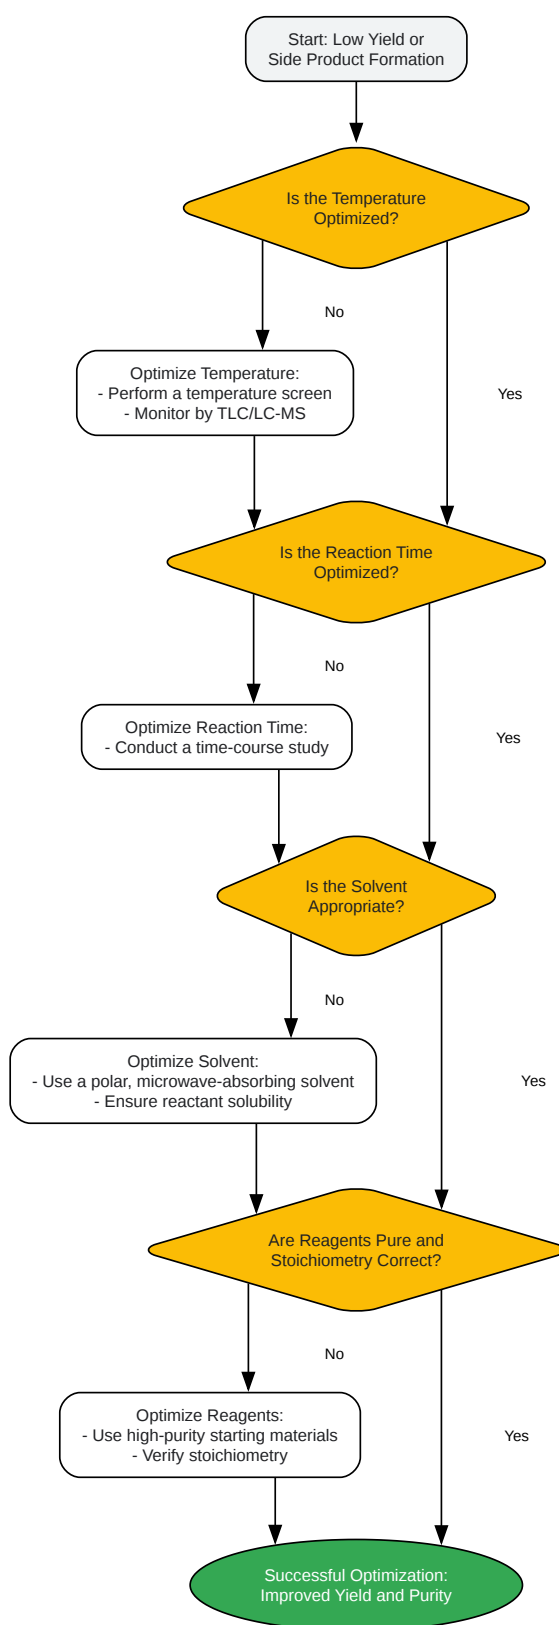 Start: Low Yield or
Side Product Formation
Is the Temperature
Optimized?
No
Optimize Temperature:
- Perform a temperature screen
- Monitor by TLC/LC-MS
Yes
Is the Reaction Time
Optimized?
No
Optimize Reaction Time:
- Conduct a time-course study
Yes
Is the Solvent
Appropriate?
No
Optimize Solvent:
- Use a polar, microwave-absorbing solvent
- Ensure reactant solubility
Yes
Are Reagents Pure and
Stoichiometry Correct?
No
Optimize Reagents:
- Use high-purity starting materials
- Verify stoichiometry
Yes
Successful Optimization:
Improved Yield and Purity